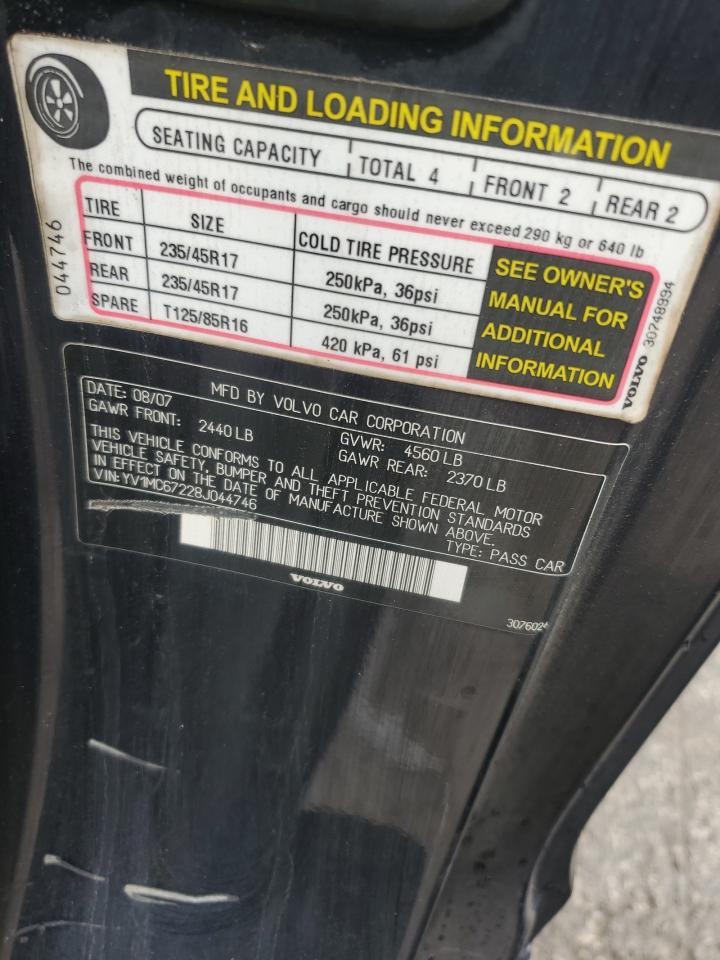 TIRE AND LOADING INFORMATION
SEATING CAPACITY TOTAL 4 FRONT 2 REAR 2
The combined weight of occupants and cargo should never exceed 290 kg or 640 lb
TIRE SIZE COLD TIRE PRESSURE
FRONT 235/45R17 250kPa, 36psi
REAR 235/45R17 250kPa, 36psi
SPARE T125/85R16 420 kPa, 61 psi
SEE OWNER'S
MANUAL FOR
ADDITIONAL
INFORMATION
044746
VOLVO 30748994
DATE: 08/07 MFD BY VOLVO CAR CORPORATION
GAWR FRONT: 2440 LB GVWR: 4560 LB
GAWR REAR: 2370 LB
THIS VEHICLE CONFORMS TO ALL APPLICABLE FEDERAL MOTOR
VEHICLE SAFETY, BUMPER AND THEFT PREVENTION STANDARDS
IN EFFECT ON THE DATE OF MANUFACTURE SHOWN ABOVE.
VIN: YV1MC67228J044746 TYPE: PASS CAR
VOLVO